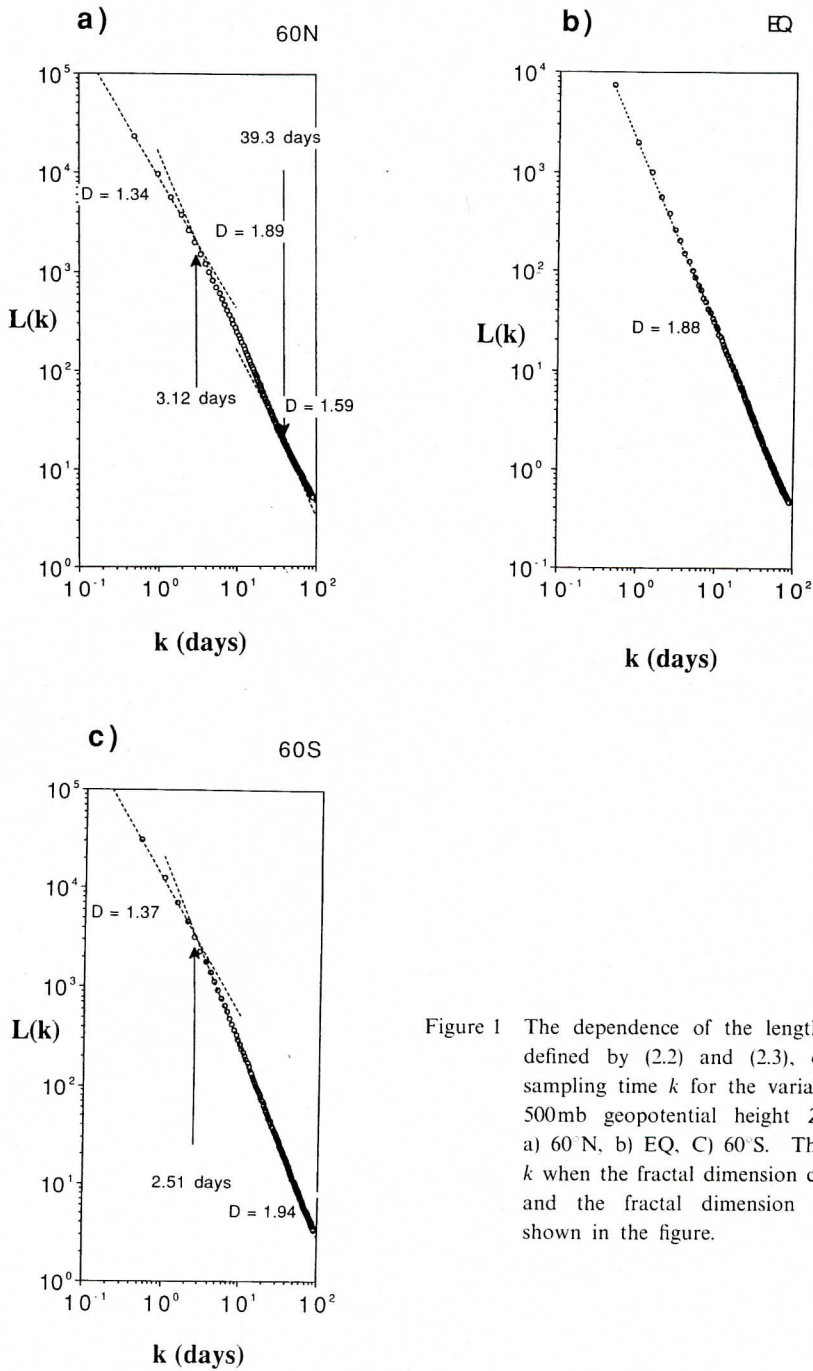 a)
60N
10^5
10^4
10^3
10^2
10^1
10^0
L(k)
39.3 days
D = 1.34
D = 1.89
3.12 days
D = 1.59
10^-1 10^0 10^1 10^2
k (days)
b)
EQ
10^4
10^3
10^2
10^1
10^0
10^-1
L(k)
D = 1.88
10^-1 10^0 10^1 10^2
k (days)
c)
60S
10^5
10^4
10^3
10^2
10^1
10^0
L(k)
D = 1.37
2.51 days
D = 1.94
10^-1 10^0 10^1 10^2
k (days)
Figure 1 The dependence of the length
defined by (2.2) and (2.3),
sampling time k for the varia
500mb geopotential height
a) 60°N, b) EQ, C) 60°S. Th
k when the fractal dimension c
and the fractal dimension
shown in the figure.